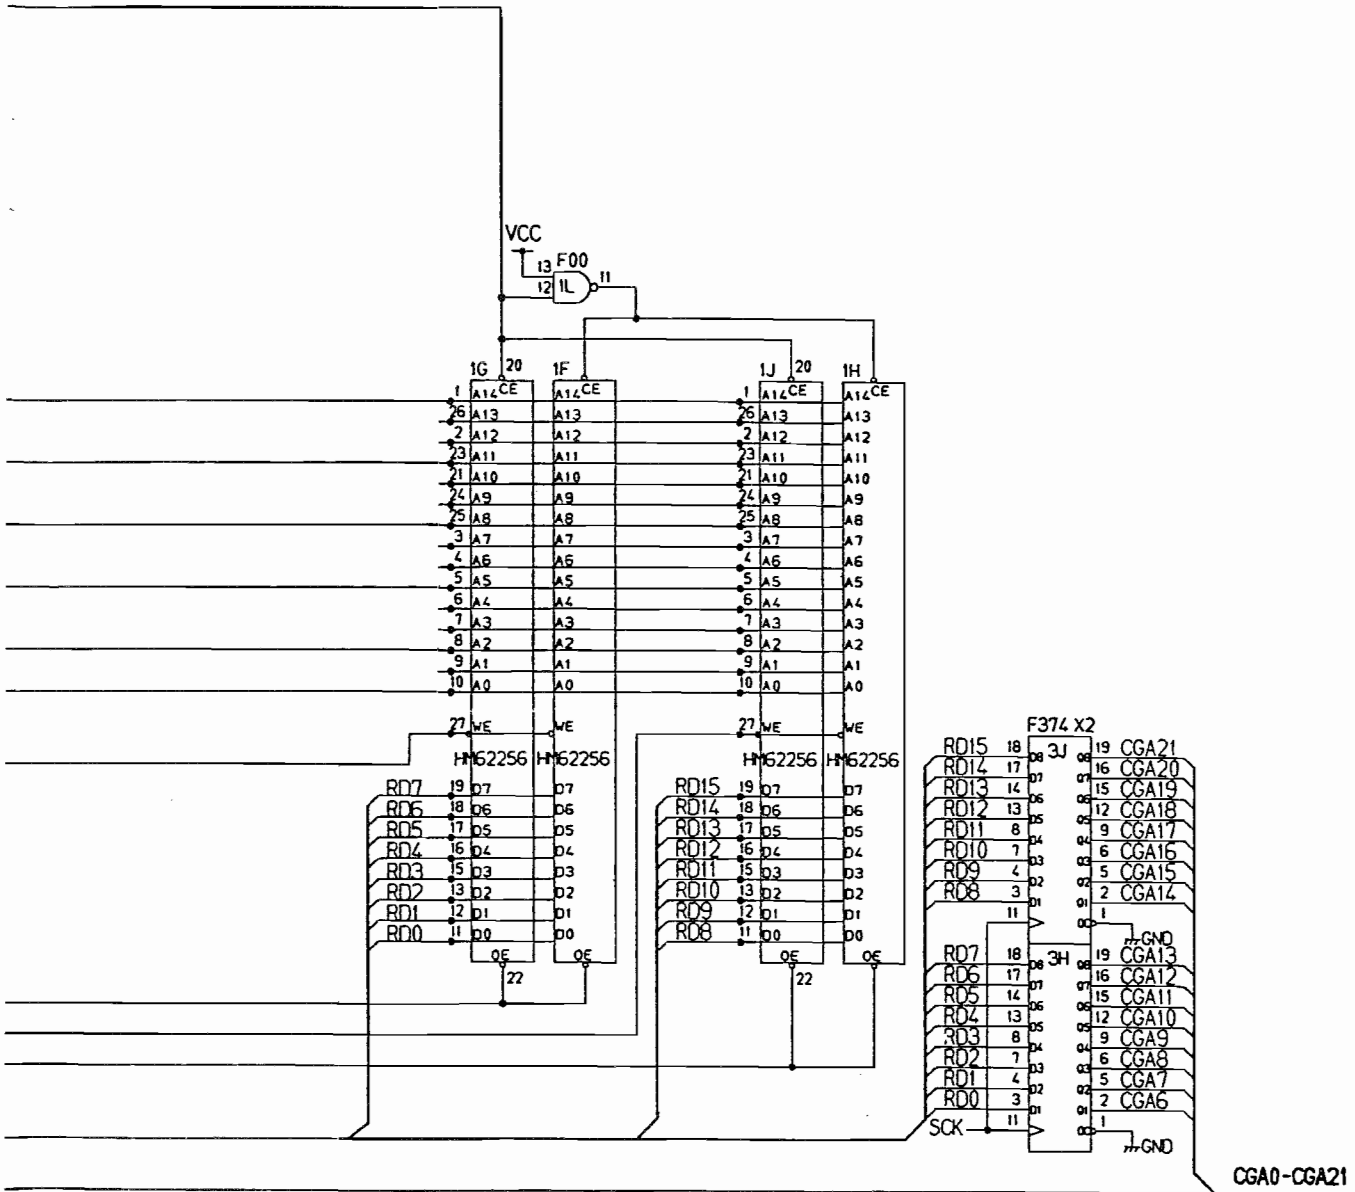 VCC
13 F00 11
12 1L
1G 20 1F 1J 20 1H
1 A14 CE A14 CE 1 A14 CE A14 CE
26 A13 A13 26 A13 A13
2 A12 A12 2 A12 A12
23 A11 A11 23 A11 A11
21 A10 A10 21 A10 A10
24 A9 A9 24 A9 A9
25 A8 A8 25 A8 A8
3 A7 A7 3 A7 A7
4 A6 A6 4 A6 A6
5 A5 A5 5 A5 A5
6 A4 A4 6 A4 A4
7 A3 A3 7 A3 A3
8 A2 A2 8 A2 A2
9 A1 A1 9 A1 A1
10 A0 A0 10 A0 A0
27 WE WE 27 WE WE
HM62256 HM62256 HM62256 HM62256
RD7 19 D7 D7 RD15 19 D7 D7
RD6 18 D6 D6 RD14 18 D6 D6
RD5 17 D5 D5 RD13 17 D5 D5
RD4 16 D4 D4 RD12 16 D4 D4
RD3 15 D3 D3 RD11 15 D3 D3
RD2 13 D2 D2 RD10 13 D2 D2
RD1 12 D1 D1 RD9 12 D1 D1
RD0 11 D0 D0 RD8 11 D0 D0
OE OE OE OE
22 22
F374 X2
RD15 18 D8 3J Q8 19 CGA21
RD14 17 D7 Q7 16 CGA20
RD13 14 D6 Q6 15 CGA19
RD12 13 D5 Q5 12 CGA18
RD11 8 D4 Q4 9 CGA17
RD10 7 D3 Q3 6 CGA16
RD9 4 D2 Q2 5 CGA15
RD8 3 D1 Q1 2 CGA14
11 OC 1
GND
RD7 18 D8 3H Q8 19 CGA13
RD6 17 D7 Q7 16 CGA12
RD5 14 D6 Q6 15 CGA11
RD4 13 D5 Q5 12 CGA10
RD3 8 D4 Q4 9 CGA9
RD2 7 D3 Q3 6 CGA8
RD1 4 D2 Q2 5 CGA7
RD0 3 D1 Q1 2 CGA6
SCK 11 OC 1
GND
CGA0-CGA21